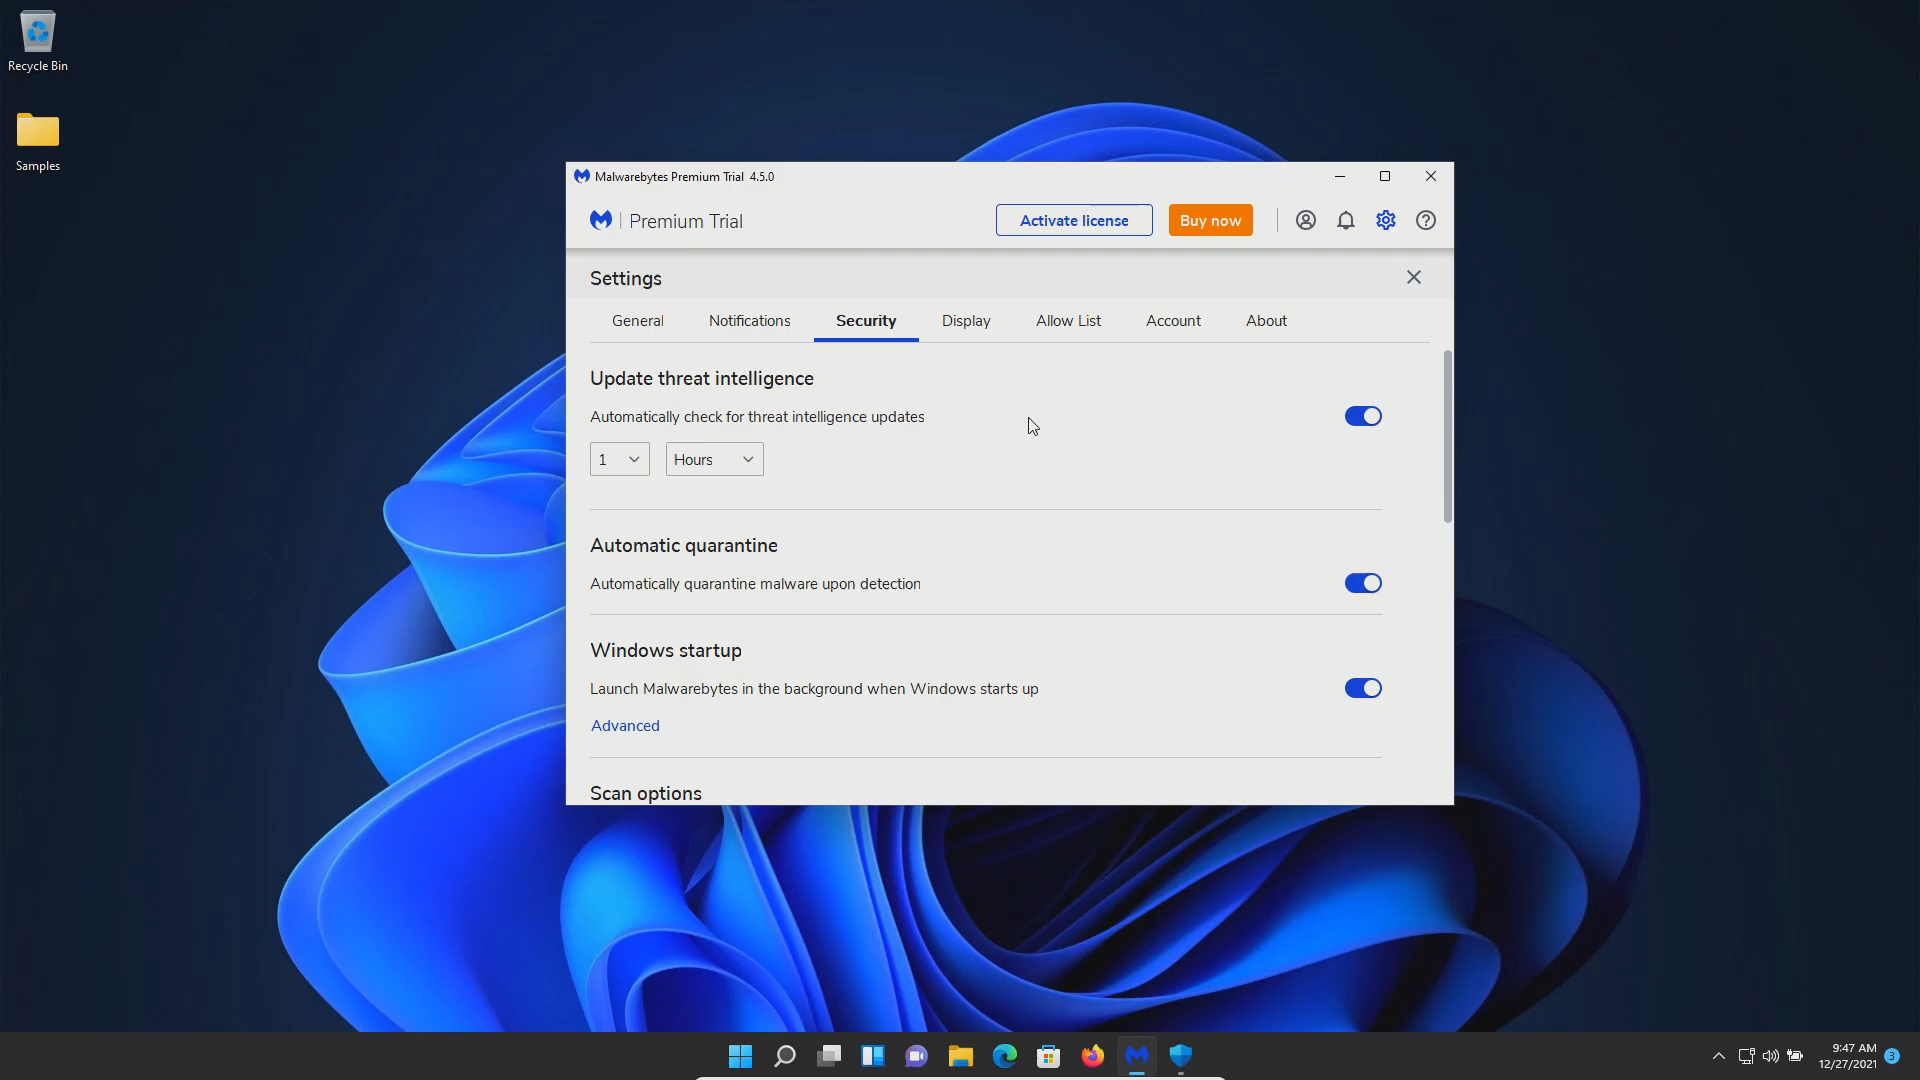 Recycle Bin
Samples
Malwarebytes Premium Trial 4.5.0
Premium Trial
Activate license
Buy now
Settings
General
Notifications
Security
Display
Allow List
Account
About
Update threat intelligence
Automatically check for threat intelligence updates
1
Hours
Automatic quarantine
Automatically quarantine malware upon detection
Windows startup
Launch Malwarebytes in the background when Windows starts up
Advanced
Scan options
9:47 AM
12/27/2021
3